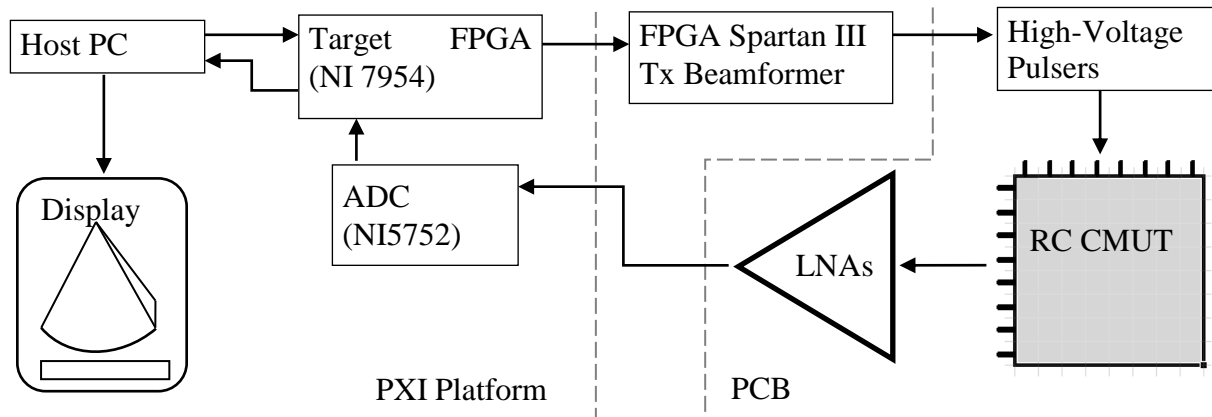 Host PC
Target FPGA
(NI 7954)
FPGA Spartan III
Tx Beamformer
High-Voltage
Pulsers
Display
ADC
(NI5752)
LNAs
RC CMUT
PXI Platform
PCB